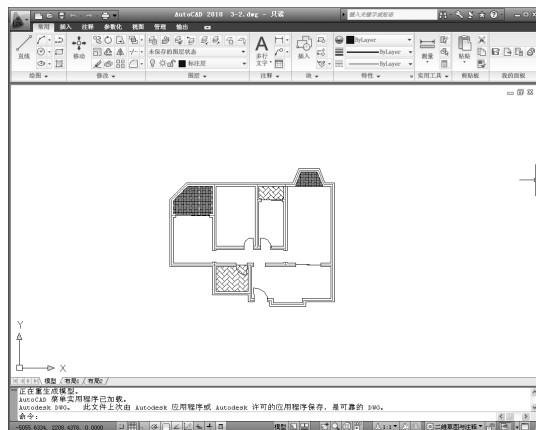 AutoCAD 2010 3-2.dwg - 只读
键入关键字或短语
常用 插入 注释 参数化 视图 管理 输出
直线 移动 未保存的图层状态 标注层 多行文字 插入 ByLayer ByLayer ByLayer 测量 粘贴
绘图 修改 图层 注释 块 特性 实用工具 剪贴板 我的面板
Y
X
模型 布局1 布局2
正在重生成模型。
AutoCAD 菜单实用程序已加载。
Autodesk DWG。 此文件上次由 Autodesk 应用程序或 Autodesk 许可的应用程序保存，是可靠的 DWG。
命令:
模型 1:1 二维草图与注释